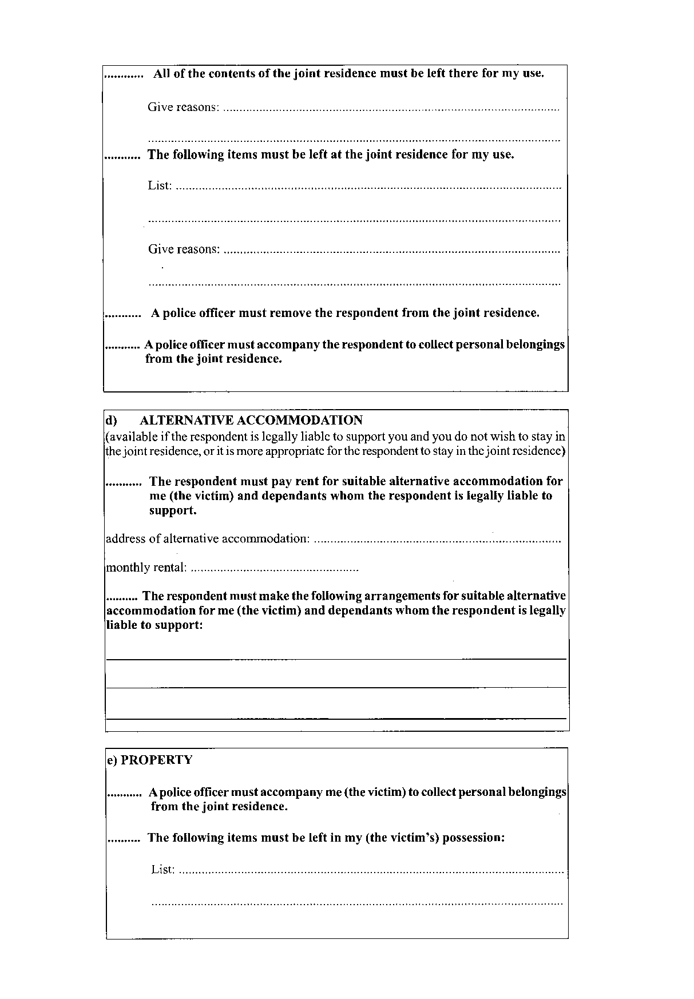 ............ All of the contents of the joint residence must be left there for my use.
Give reasons: ......................................................................................................
.............................................................................................................................
........... The following items must be left at the joint residence for my use.
List: .....................................................................................................................
.............................................................................................................................
Give reasons: ......................................................................................................
.............................................................................................................................
........... A police officer must remove the respondent from the joint residence.
........... A police officer must accompany the respondent to collect personal belongings
from the joint residence.
d) ALTERNATIVE ACCOMMODATION
(available if the respondent is legally liable to support you and you do not wish to stay in
the joint residence, or it is more appropriate for the respondent to stay in the joint residence)
........... The respondent must pay rent for suitable alternative accommodation for
me (the victim) and dependants whom the respondent is legally liable to
support.
address of alternative accommodation: ...........................................................................
monthly rental: ...................................................
.......... The respondent must make the following arrangements for suitable alternative
accommodation for me (the victim) and dependants whom the respondent is legally
liable to support:
e) PROPERTY
........... A police officer must accompany me (the victim) to collect personal belongings
from the joint residence.
.......... The following items must be left in my (the victim's) possession:
List: .....................................................................................................................
.............................................................................................................................